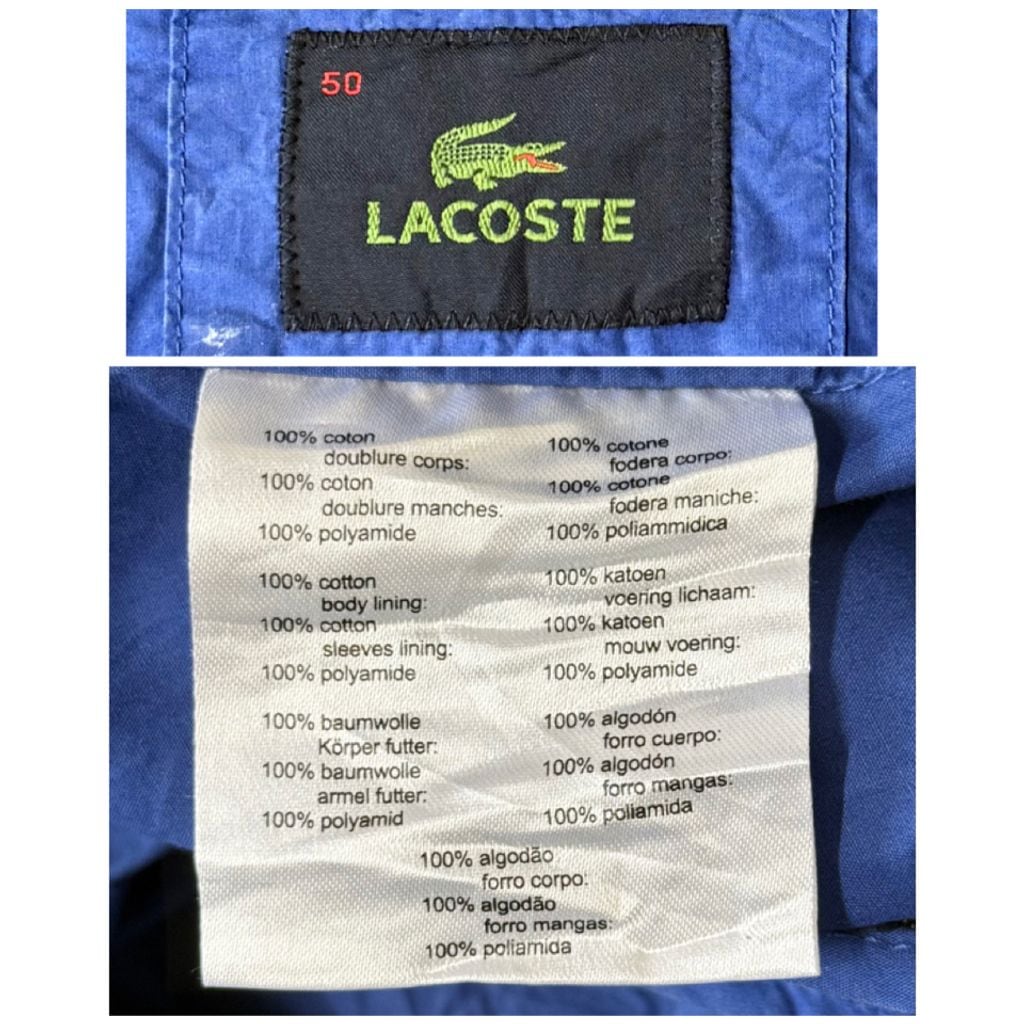 50
LACOSTE
100% coton
doublure corps:
100% coton
doublure manches:
100% polyamide
100% cotton
body lining:
100% cotton
sleeves lining:
100% polyamide
100% baumwolle
Körper futter:
100% baumwolle
armel futter:
100% polyamid
100% cotone
fodera corpo:
100% cotone
fodera maniche:
100% poliammidica
100% katoen
voering lichaam:
100% katoen
mouw voering:
100% polyamide
100% algodón
forro cuerpo:
100% algodón
forro mangas:
100% poliamida
100% algodão
forro corpo:
100% algodão
forro mangas:
100% poliamida